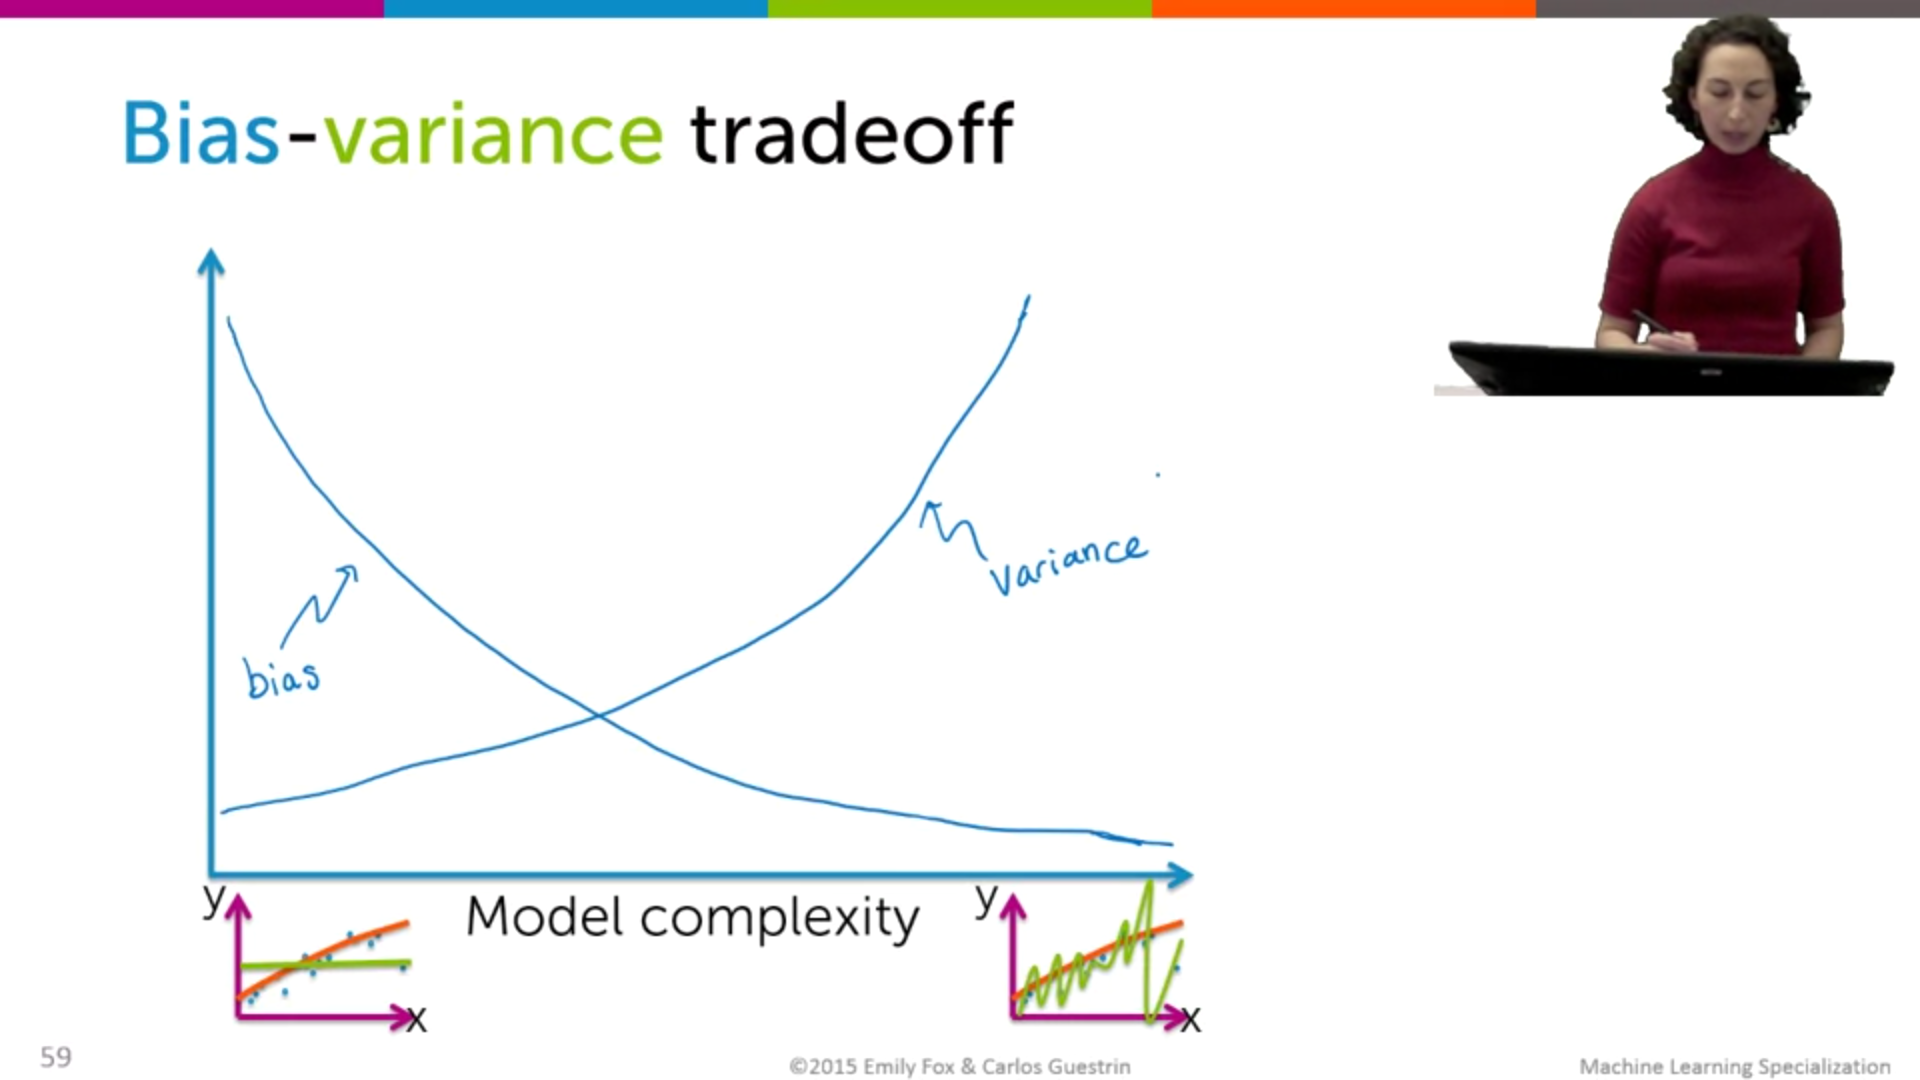 Bias-variance tradeoff
variance
bias
y
Model complexity
y
x
x
59
©2015 Emily Fox & Carlos Guestrin
Machine Learning Specialization